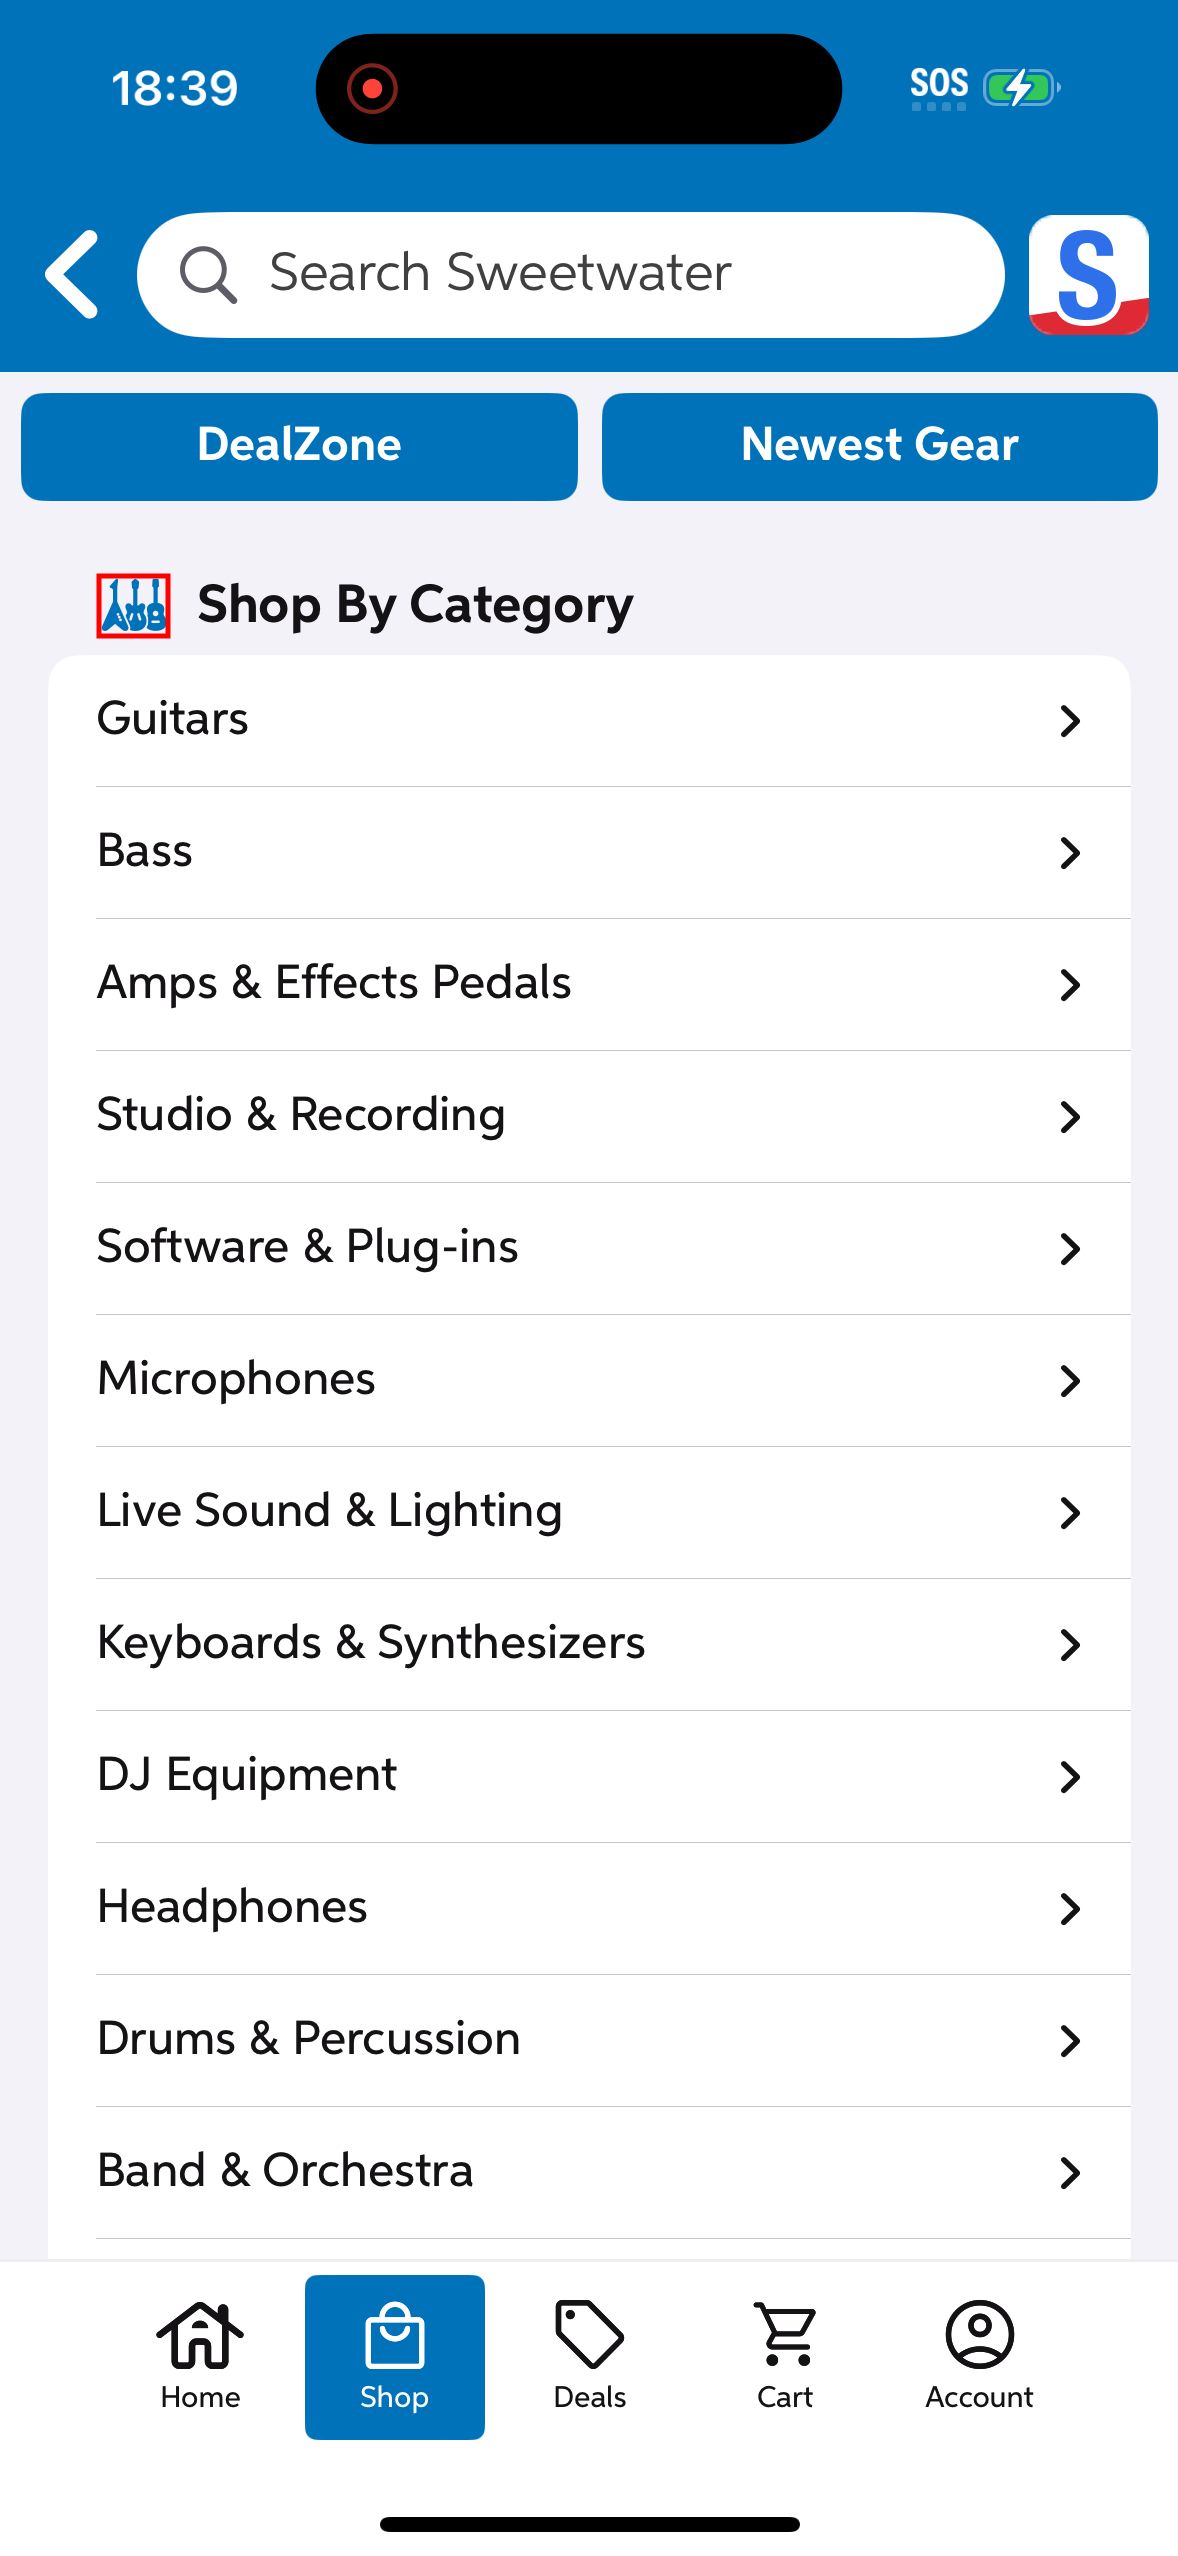 18:39
SOS
Search Sweetwater
S
DealZone
Newest Gear
Shop By Category
Guitars
Bass
Amps & Effects Pedals
Studio & Recording
Software & Plug-ins
Microphones
Live Sound & Lighting
Keyboards & Synthesizers
DJ Equipment
Headphones
Drums & Percussion
Band & Orchestra
Home
Shop
Deals
Cart
Account